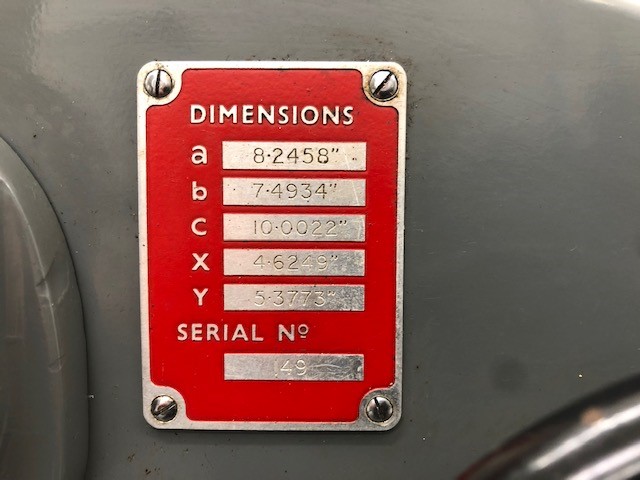 DIMENSIONS
a 8·2458"
b 7·4934"
C 10·0022"
X 4·6249"
Y 5·3773"
SERIAL Nº
149